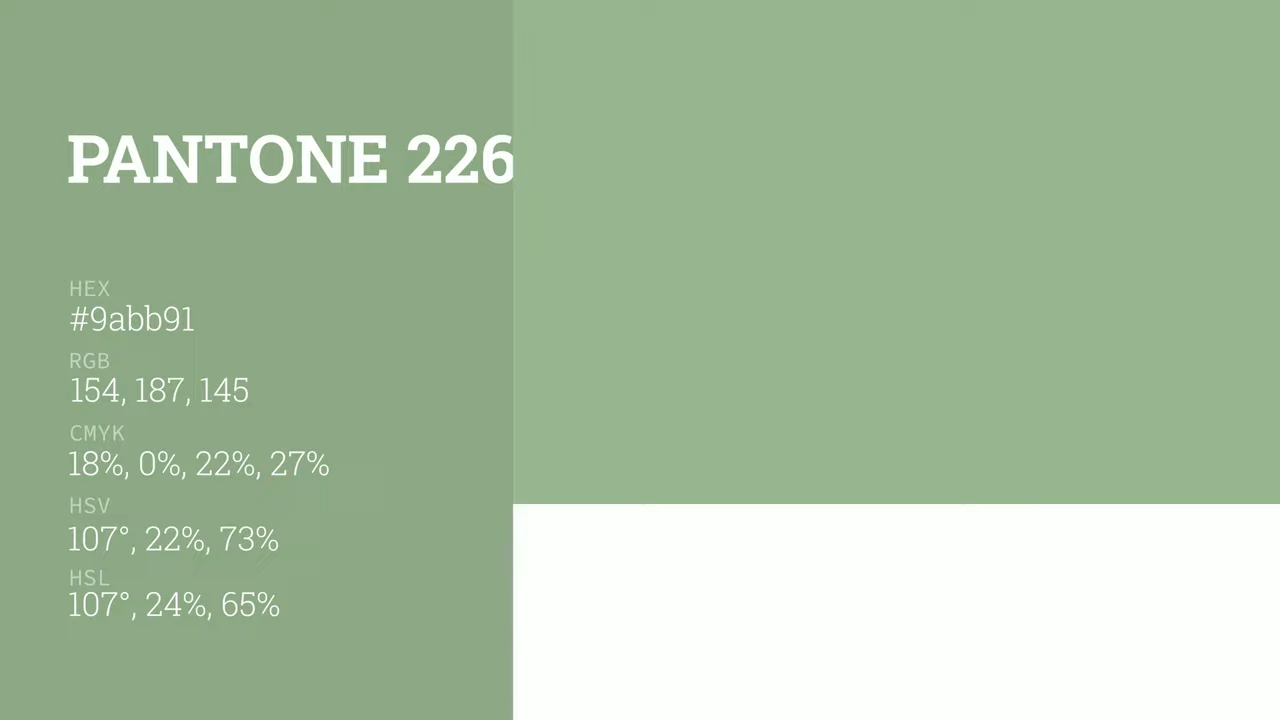 PANTONE 226
HEX
#9abb91
RGB
154, 187, 145
CMYK
18%, 0%, 22%, 27%
HSV
107°, 22%, 73%
HSL
107°, 24%, 65%